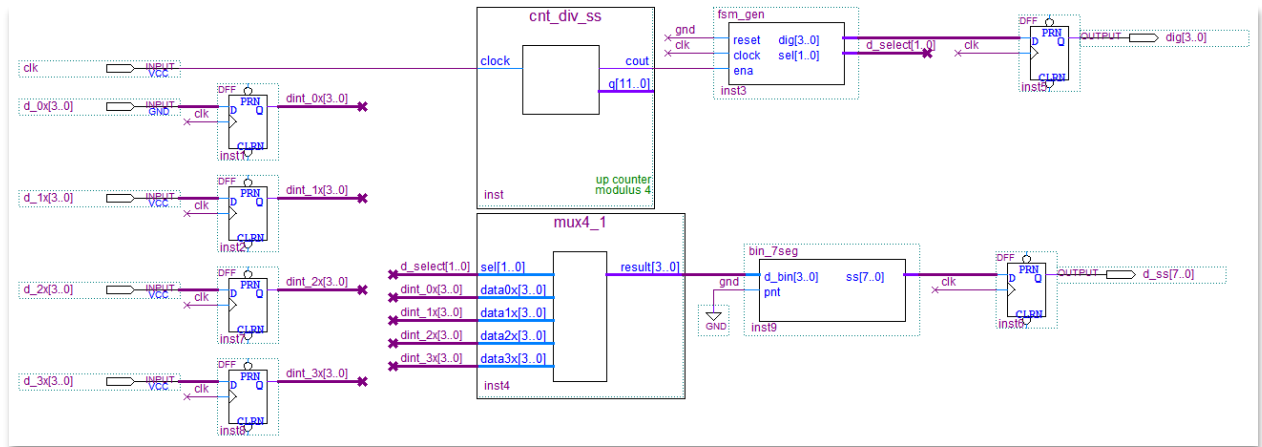 clk
INPUT
VCC
d_0x[3..0]
INPUT
GND
DFF
PRN
D
Q
clk
CLRN
inst1
dint_0x[3..0]
d_1x[3..0]
INPUT
VCC
DFF
PRN
D
Q
clk
CLRN
inst2
dint_1x[3..0]
d_2x[3..0]
INPUT
VCC
DFF
PRN
D
Q
clk
CLRN
inst7
dint_2x[3..0]
d_3x[3..0]
INPUT
VCC
DFF
PRN
D
Q
clk
CLRN
inst8
dint_3x[3..0]
cnt_div_ss
clock
cout
q[11..0]
up counter
modulus 4
inst
mux4_1
d_select[1..0]
sel[1..0]
result[3..0]
dint_0x[3..0]
data0x[3..0]
dint_1x[3..0]
data1x[3..0]
dint_2x[3..0]
data2x[3..0]
dint_3x[3..0]
data3x[3..0]
inst4
fsm_gen
gnd
reset
dig[3..0]
clk
clock
sel[1..0]
ena
inst3
d_select[1..0]
DFF
PRN
D
Q
clk
CLRN
inst5
OUTPUT
dig[3..0]
bin_7seg
d_bin[3..0]
ss[7..0]
gnd
pnt
GND
inst9
DFF
PRN
D
Q
clk
CLRN
inst6
OUTPUT
d_ss[7..0]